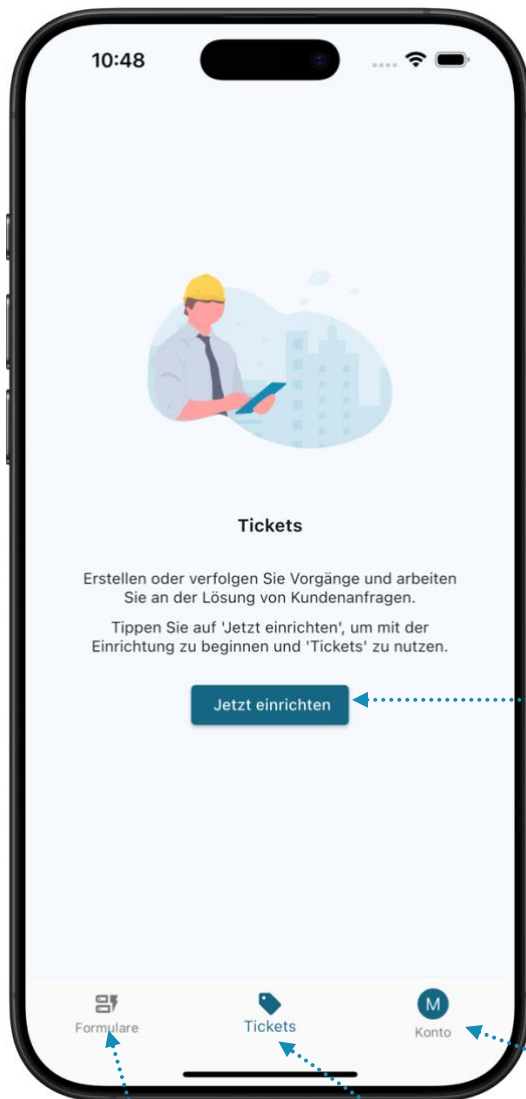 10:48
Tickets
Erstellen oder verfolgen Sie Vorgänge und arbeiten
Sie an der Lösung von Kundenanfragen.
Tippen Sie auf 'Jetzt einrichten', um mit der
Einrichtung zu beginnen und 'Tickets' zu nutzen.
Jetzt einrichten
M
Formulare
Tickets
Konto